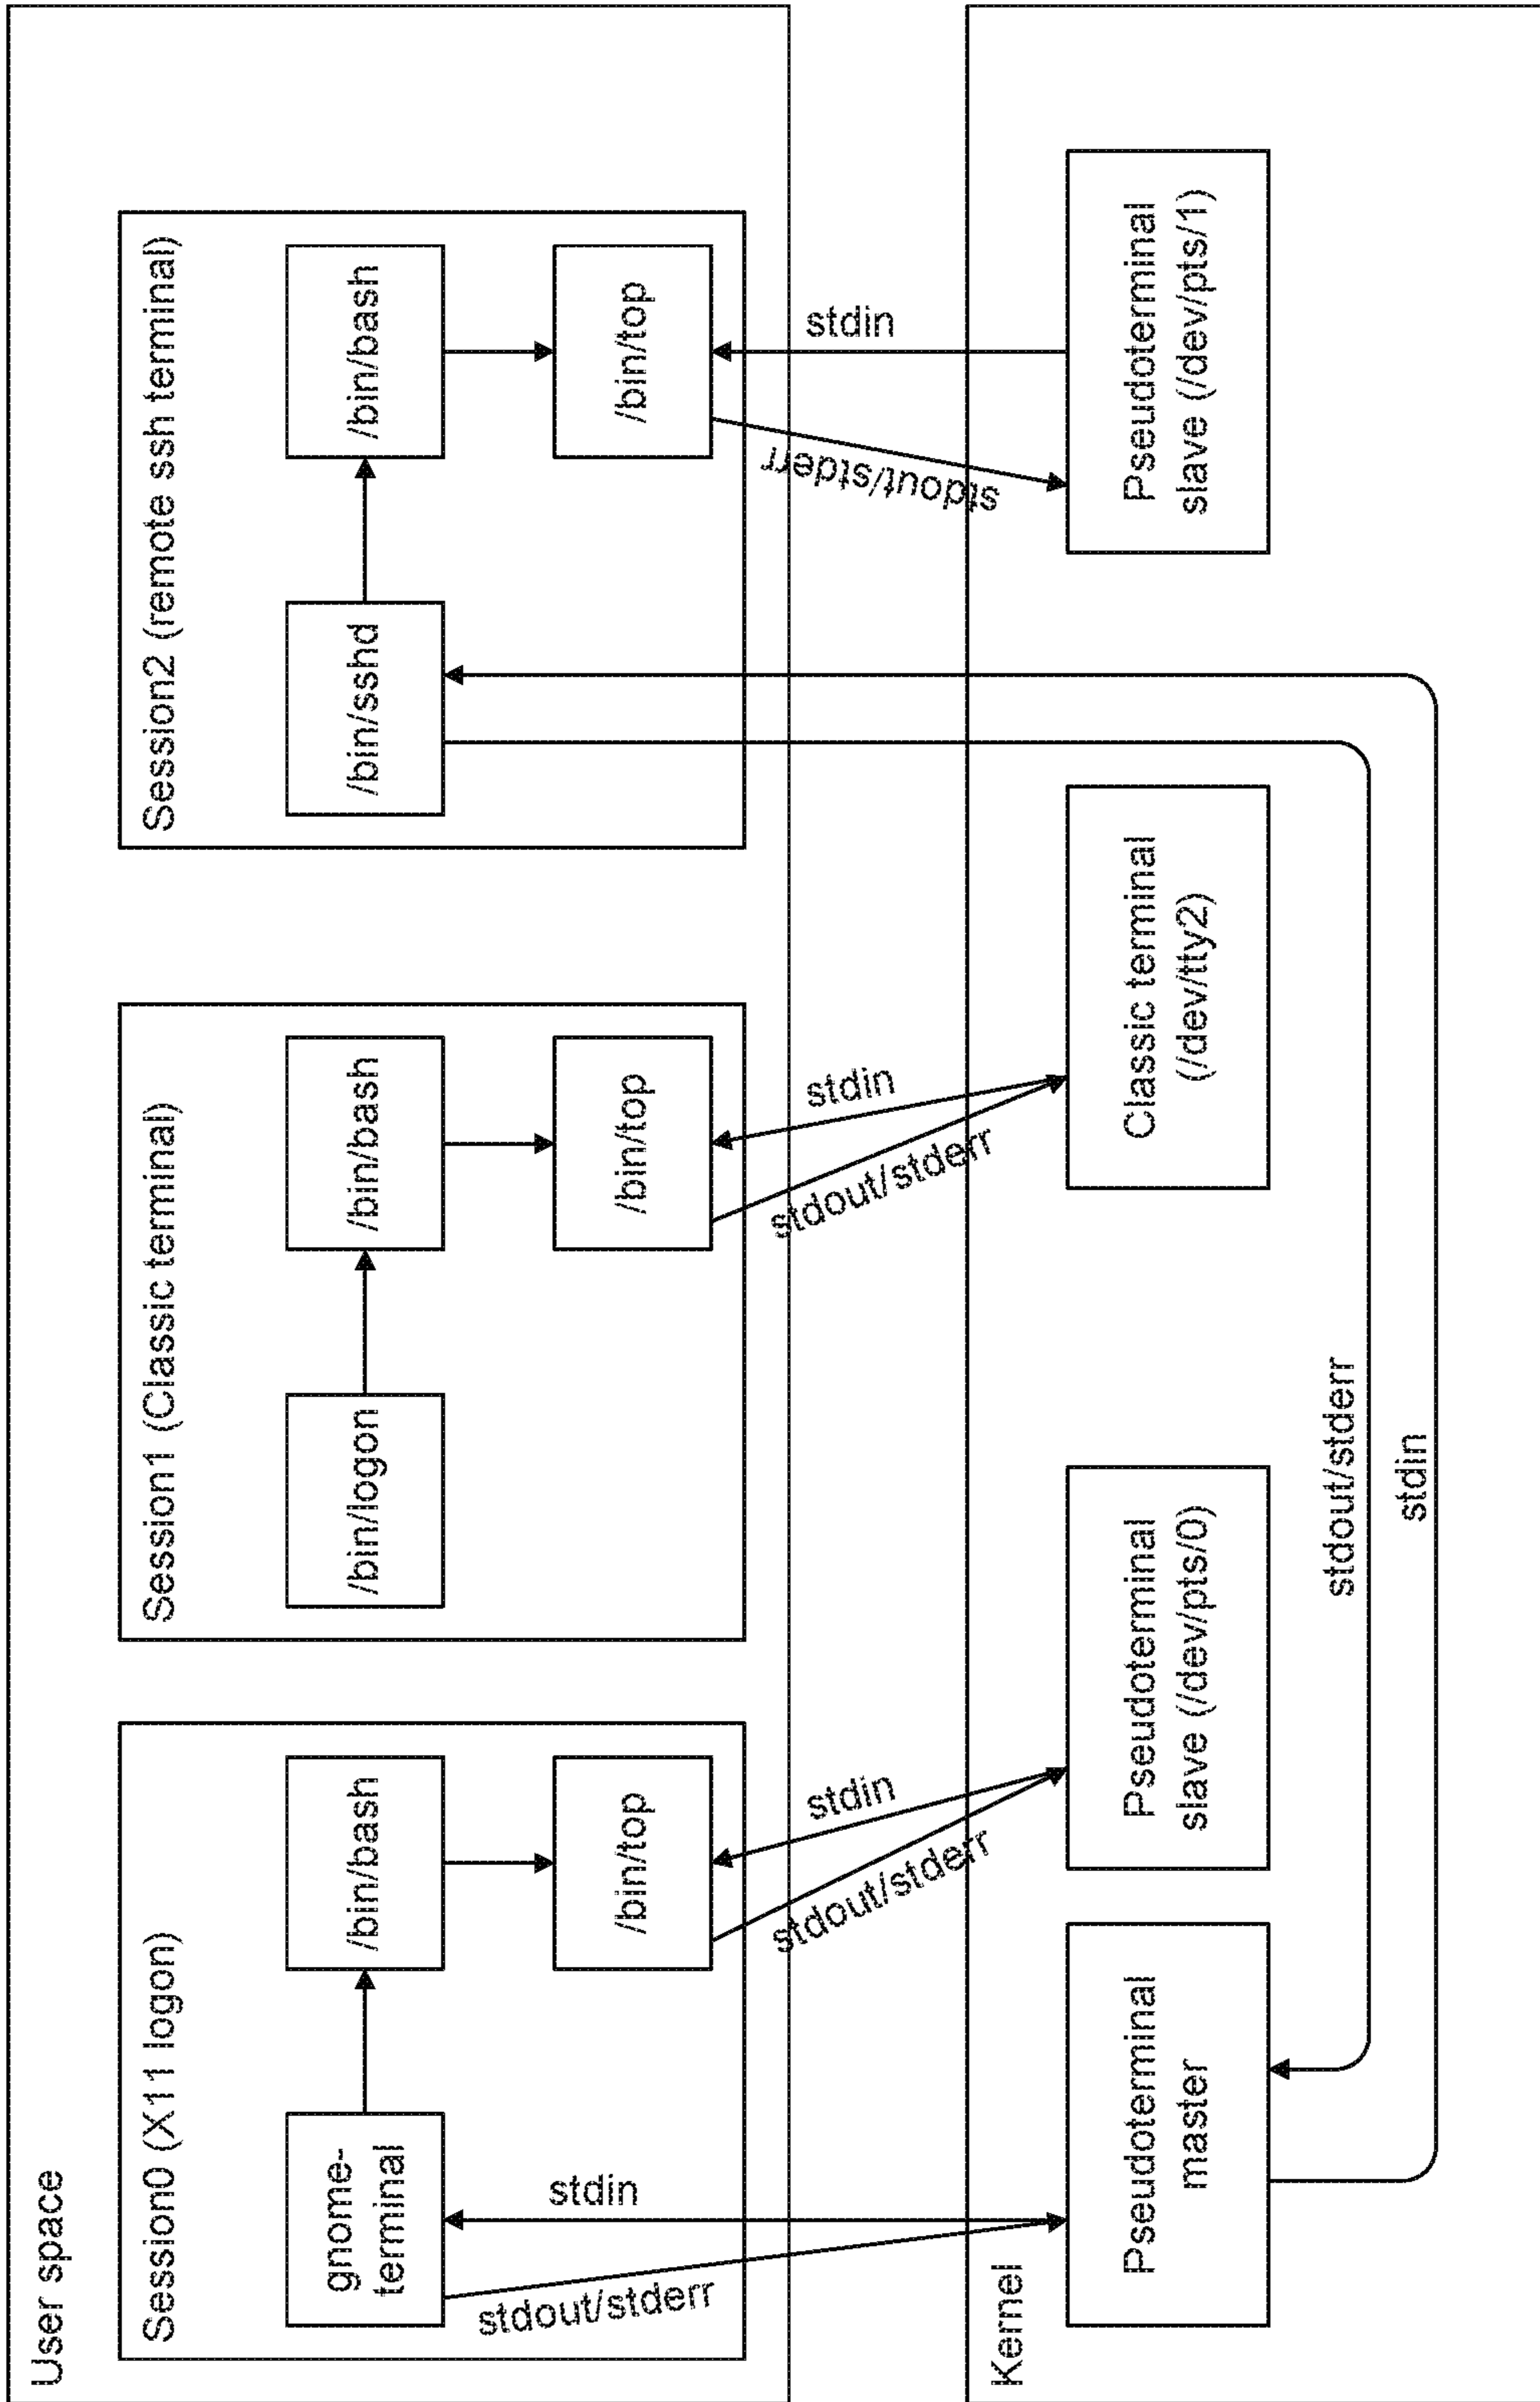 User space
Session0 (X11 logon)
gnome-
terminal
/bin/bash
/bin/top
stdin
stdout/stderr
stdin
stdout/stderr
Session1 (Classic terminal)
/bin/logon
/bin/bash
/bin/top
stdin
stdout/stderr
Session2 (remote ssh terminal)
/bin/sshd
/bin/bash
/bin/top
stdin
stdout/stderr
Kernel
Pseudoterminal
master
Pseudoterminal
slave (/dev/pts/0)
Classic terminal
(/dev/tty2)
Pseudoterminal
slave (/dev/pts/1)
stdout/stderr
stdin